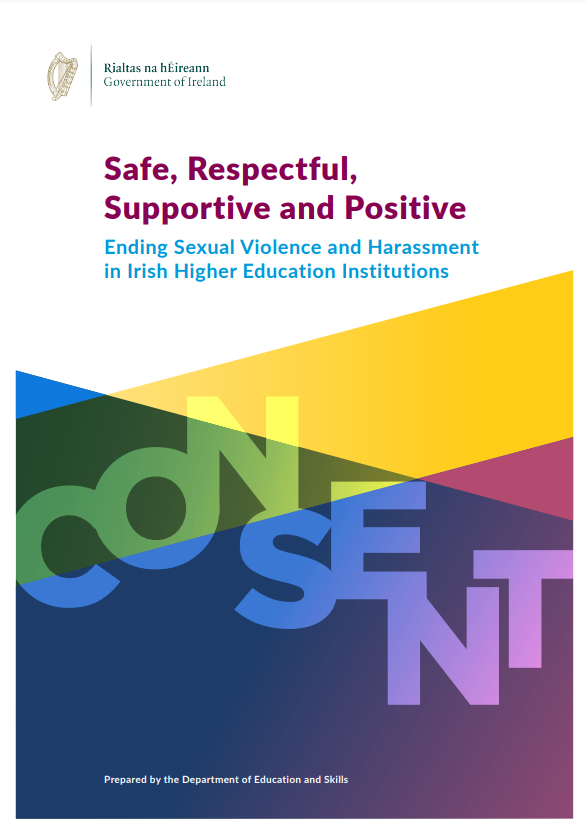 Rialtas na hÉireann
Government of Ireland
Safe, Respectful,
Supportive and Positive
Ending Sexual Violence and Harassment
in Irish Higher Education Institutions
CONSENT
Prepared by the Department of Education and Skills